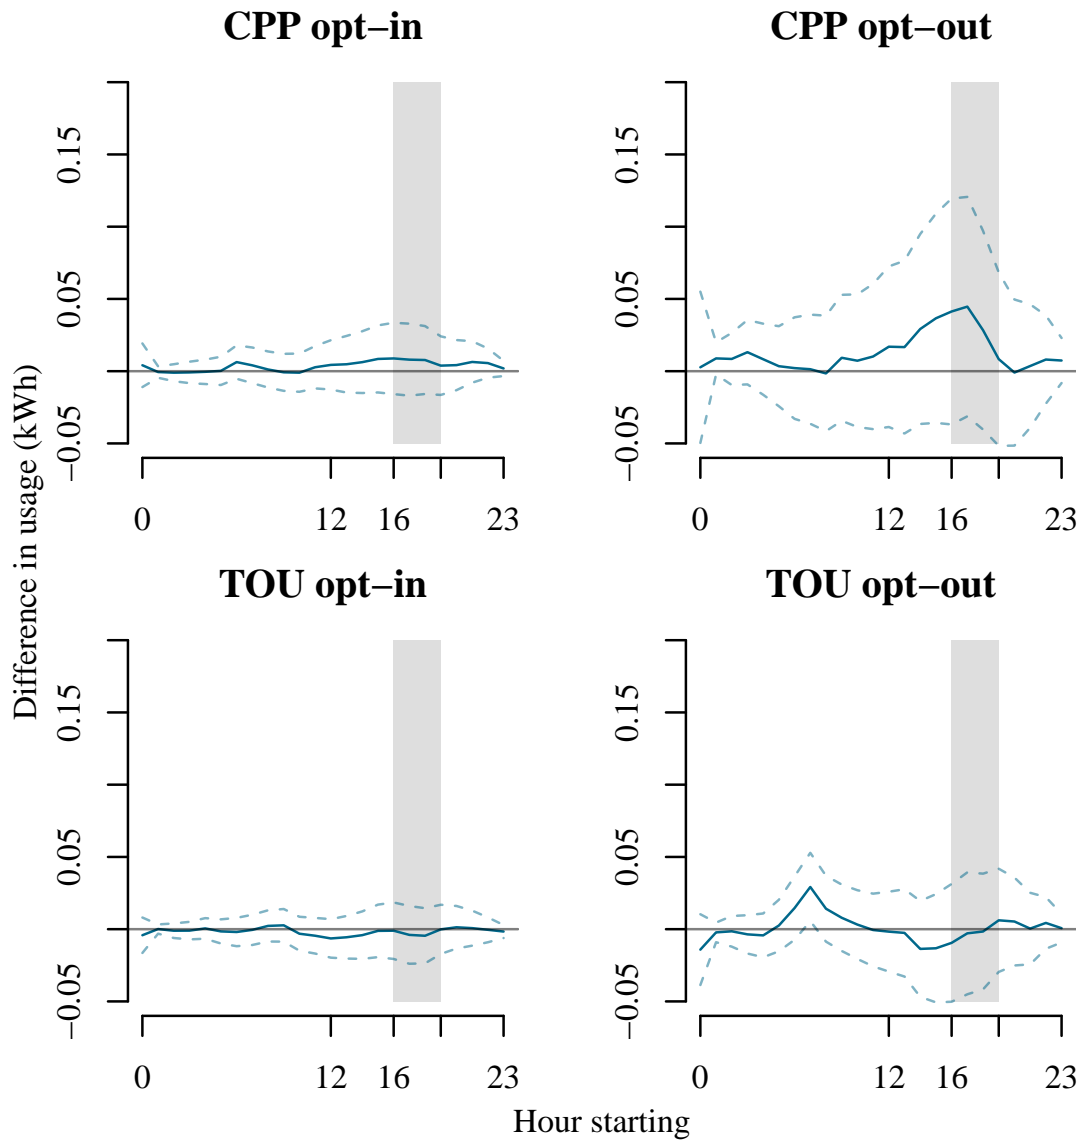 CPP opt−in
CPP opt−out
0.15
0.05
−0.05
0.15
0.05
−0.05
0 12 16 23
0 12 16 23
Difference in usage (kWh)
TOU opt−in
TOU opt−out
0.15
0.05
−0.05
0.15
0.05
−0.05
0 12 16 23
0 12 16 23
Hour starting